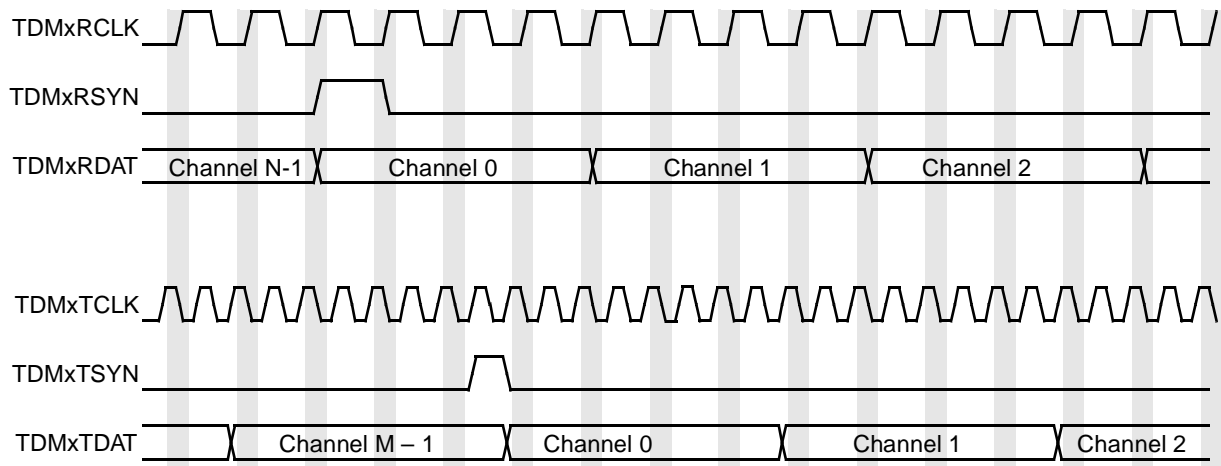 TDMxRCLK
TDMxRSYN
TDMxRDAT Channel N-1 Channel 0 Channel 1 Channel 2
TDMxTCLK
TDMxTSYN
TDMxTDAT Channel M – 1 Channel 0 Channel 1 Channel 2